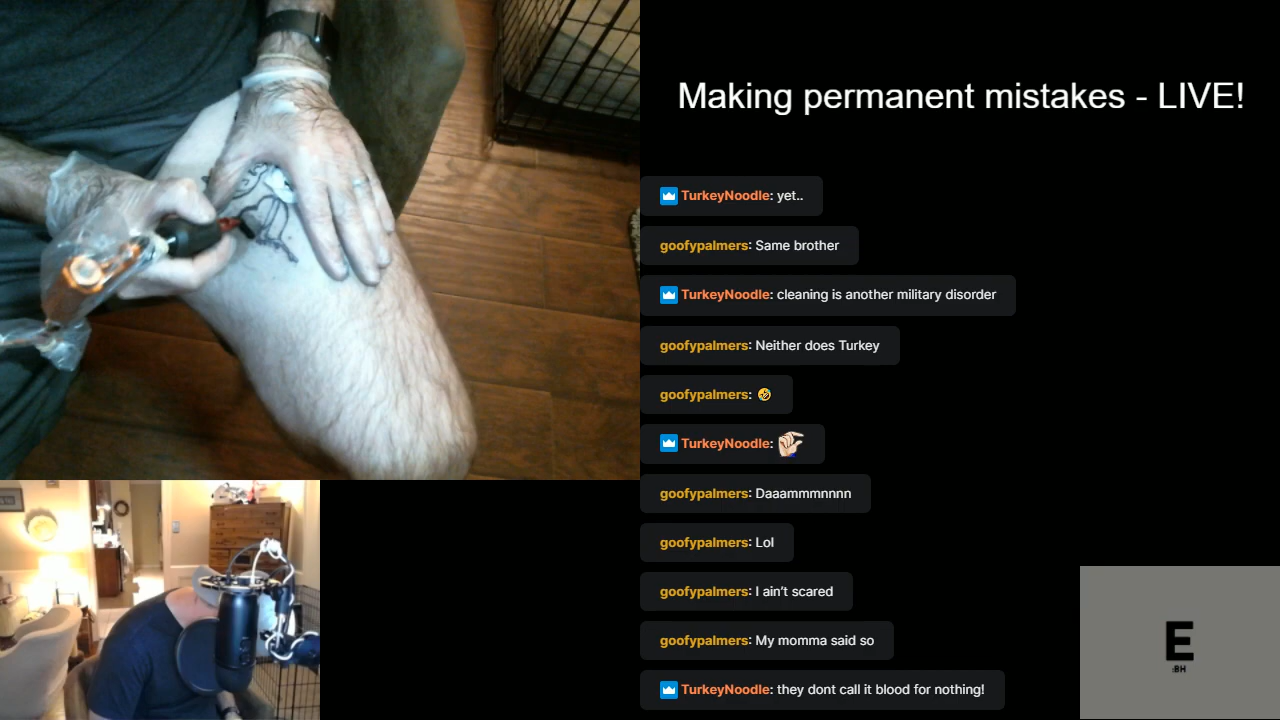 Making permanent mistakes - LIVE!
TurkeyNoodle: yet..
goofypalmers: Same brother
TurkeyNoodle: cleaning is another military disorder
goofypalmers: Neither does Turkey
goofypalmers: 🤣
TurkeyNoodle:
goofypalmers: Daaammmnnnn
goofypalmers: Lol
goofypalmers: I ain't scared
goofypalmers: My momma said so
TurkeyNoodle: they dont call it blood for nothing!
E
:BH